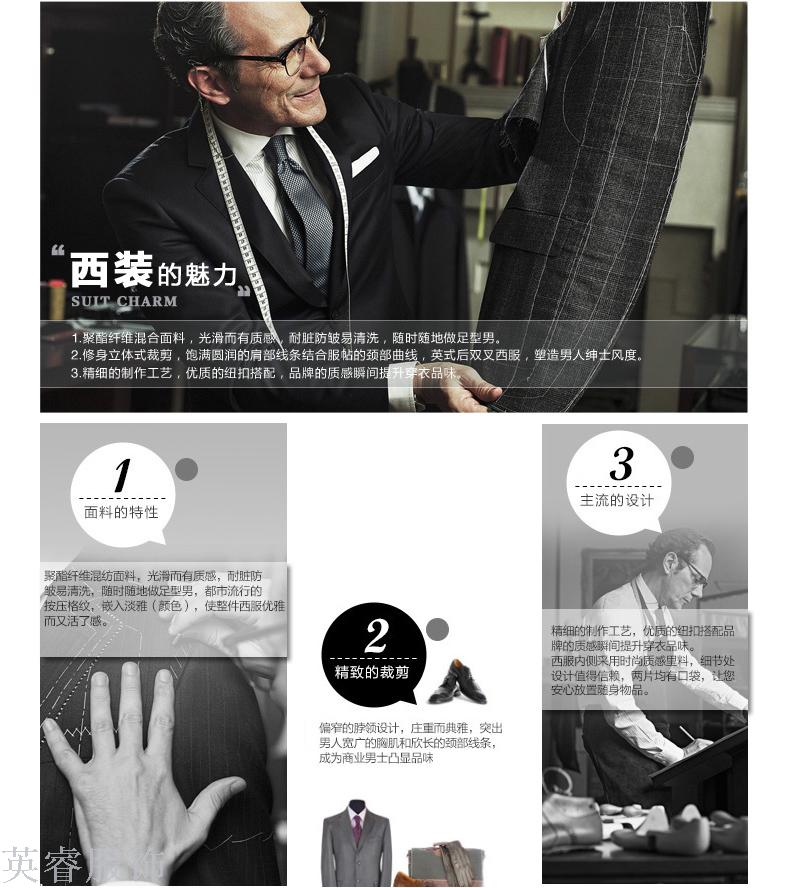 “西装的魅力”
SUIT CHARM
1.聚酯纤维混合面料，光滑而有质感，耐脏防皱易清洗，随时随地做足型男。
2.修身立体式裁剪，饱满圆润的肩部线条结合服帖的颈部曲线，英式后双叉西服，塑造男人绅士风度。
3.精细的制作工艺，优质的纽扣搭配，品牌的质感瞬间提升穿衣品味。
1
面料的特性
聚酯纤维混纺面料，光滑而有质感，耐脏防
皱易清洗，随时随地做足型男，都市流行的
按压格纹，嵌入淡雅（颜色），使整件西服优雅
而又活了感。
2
精致的裁剪
偏窄的脖领设计，庄重而典雅，突出
男人宽广的胸肌和欣长的颈部线条，
成为商业男士凸显品味
3
主流的设计
精细的制作工艺，优质的纽扣搭配品
牌的质感瞬间提升穿衣品味。
西服内侧采用时尚质感里料，细节处
设计值得信赖，两片均有口袋，让您
安心放置随身物品。
英睿服饰